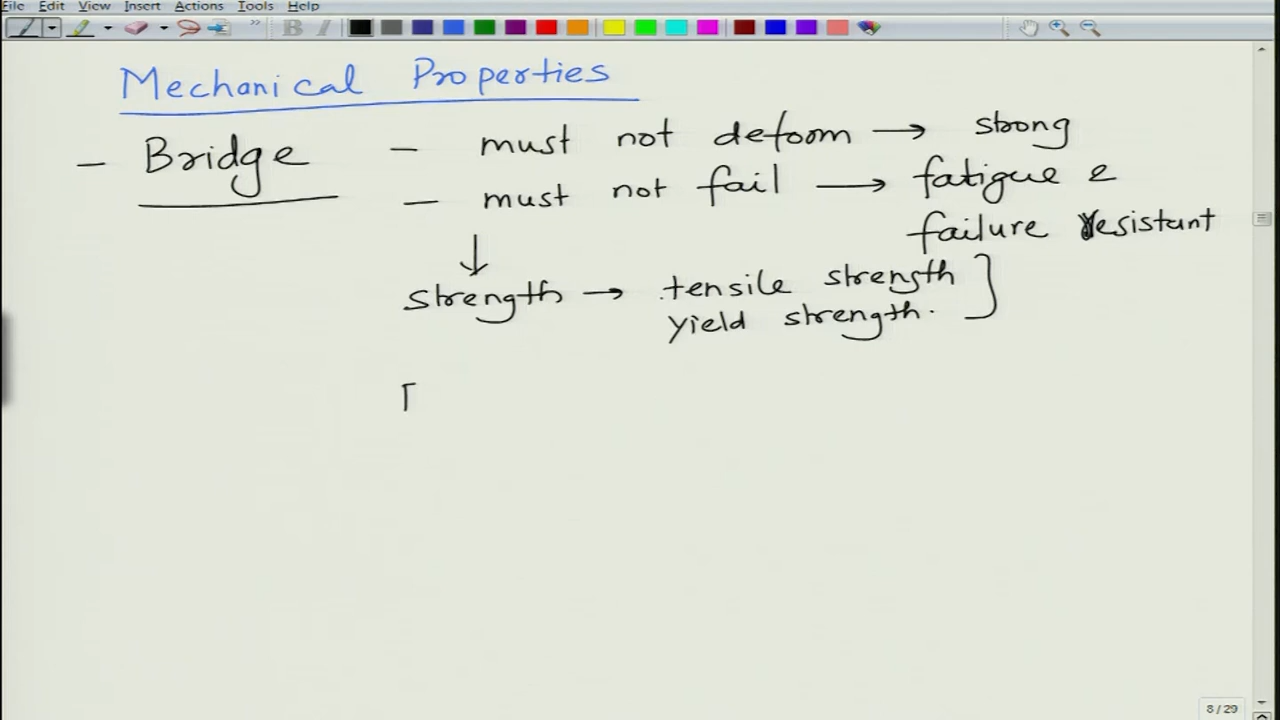 File Edit View Insert Actions Tools Help
Mechanical Properties
– Bridge – must not deform → strong
– must not fail → fatigue &
failure resistant
↓
strength → tensile strength }
yield strength.
8/29